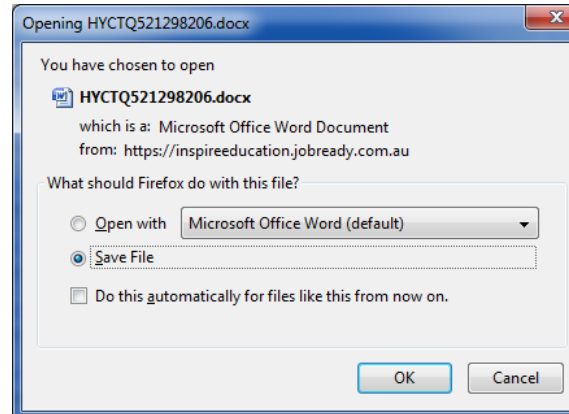 Opening HYCTQ521298206.docx
You have chosen to open
HYCTQ521298206.docx
which is a: Microsoft Office Word Document
from: https://inspireeducation.jobready.com.au
What should Firefox do with this file?
Open with Microsoft Office Word (default)
Save File
Do this automatically for files like this from now on.
OK Cancel